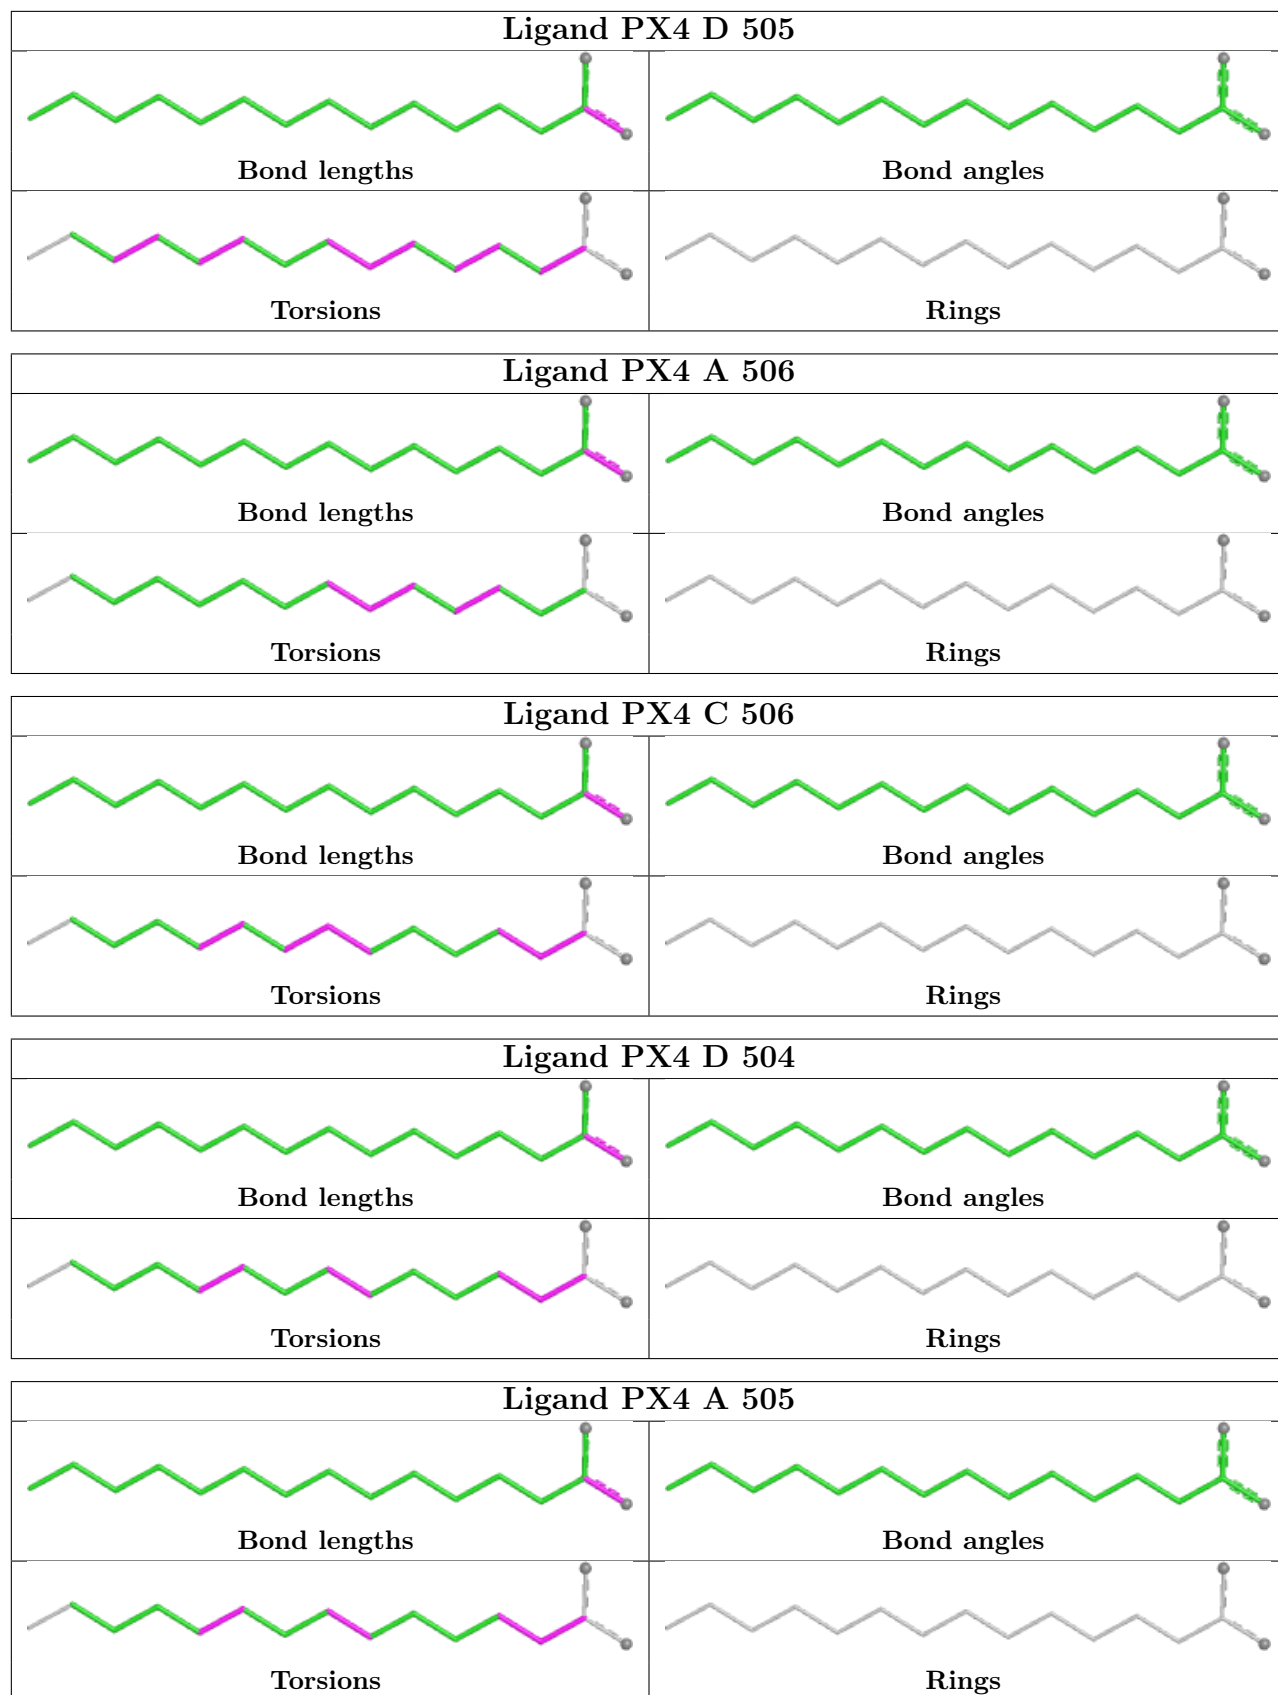 Ligand PX4 D 505
Bond lengths
Bond angles
Torsions
Rings
Ligand PX4 A 506
Bond lengths
Bond angles
Torsions
Rings
Ligand PX4 C 506
Bond lengths
Bond angles
Torsions
Rings
Ligand PX4 D 504
Bond lengths
Bond angles
Torsions
Rings
Ligand PX4 A 505
Bond lengths
Bond angles
Torsions
Rings